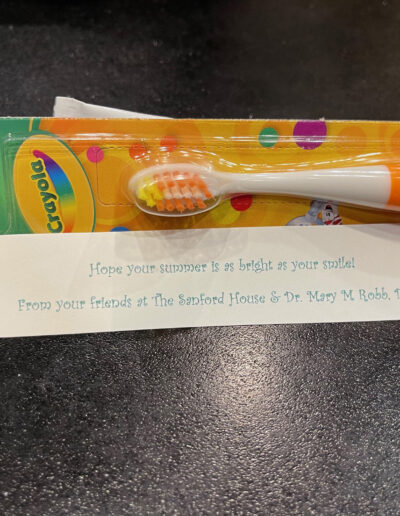 Crayola
Hope your summer is as bright as your smile!
From your friends at The Sanford House & Dr. Mary M Robb,